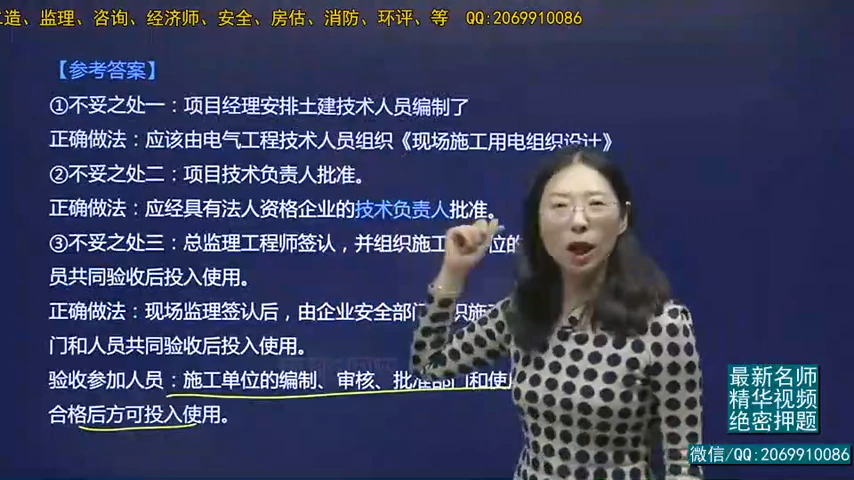 造、监理、咨询、经济师、安全、房估、消防、环评、等 QQ:2069910086
【参考答案】
①不妥之处一：项目经理安排土建技术人员编制了
正确做法：应该由电气工程技术人员组织《现场施工用电组织设计》
②不妥之处二：项目技术负责人批准。
正确做法：应经具有法人资格企业的技术负责人批准。
③不妥之处三：总监理工程师签认，并组织施工
员共同验收后投入使用。
正确做法：现场监理签认后，由企业安全部门
门和人员共同验收后投入使用。
验收参加人员：施工单位的编制、审核、批准部门和使
合格后方可投入使用。
最新名师
精华视频
绝密押题
微信/QQ:2069910086